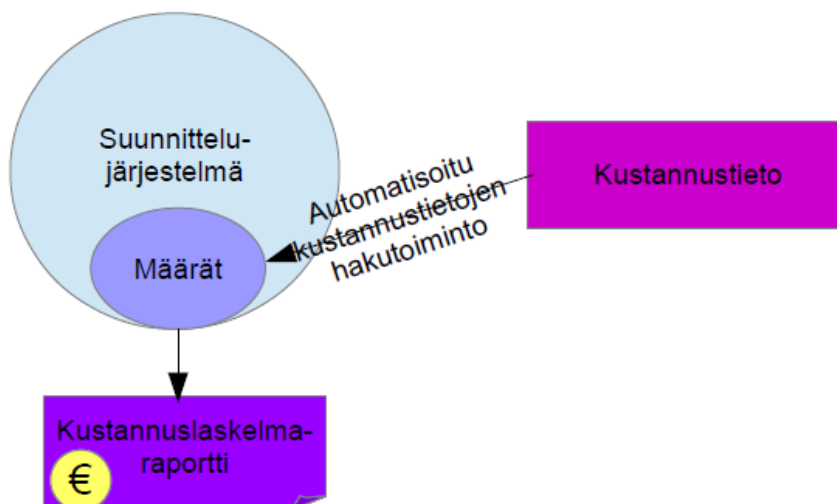 Suunnittelu-
järjestelmä
Määrät
Automatisoitu
kustannustietojen
hakutoiminto
Kustannustieto
Kustannuslaskelma-
raportti
€